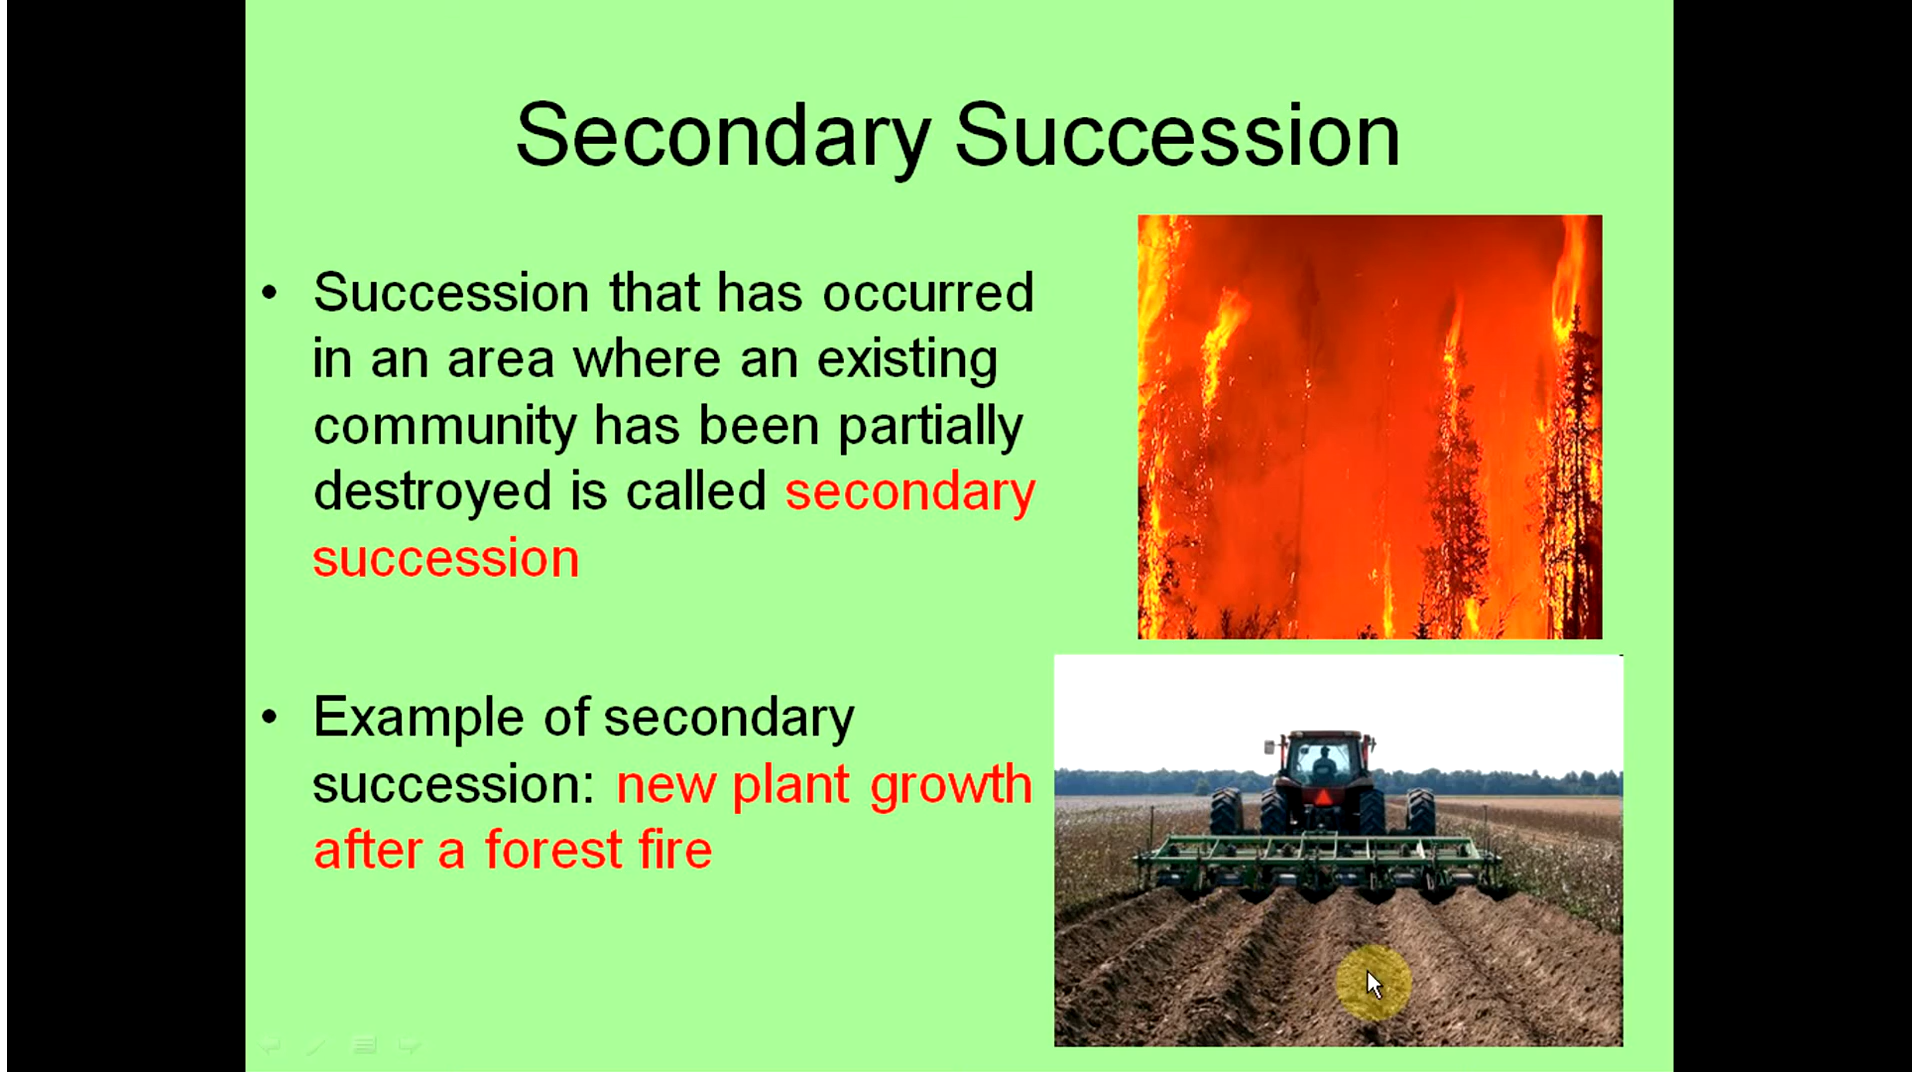 Secondary Succession
• Succession that has occurred
in an area where an existing
community has been partially
destroyed is called secondary
succession
• Example of secondary
succession: new plant growth
after a forest fire